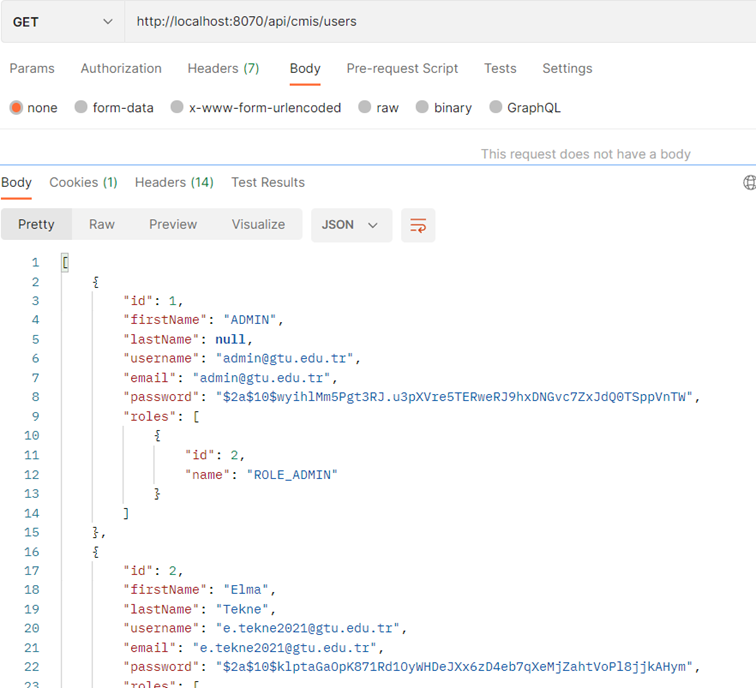 GET http://localhost:8070/api/cmis/users
Params Authorization Headers (7) Body Pre-request Script Tests Settings
none form-data x-www-form-urlencoded raw binary GraphQL
This request does not have a body
Body Cookies (1) Headers (14) Test Results
Pretty Raw Preview Visualize JSON
1 [
2 {
3 "id": 1,
4 "firstName": "ADMIN",
5 "lastName": null,
6 "username": "admin@gtu.edu.tr",
7 "email": "admin@gtu.edu.tr",
8 "password": "$2a$10$wyihlMm5Pgt3RJ.u3pXVre5TERweRJ9hxDNGvc7ZxJdQ0TSppVnTW",
9 "roles": [
10 {
11 "id": 2,
12 "name": "ROLE_ADMIN"
13 }
14 ]
15 },
16 {
17 "id": 2,
18 "firstName": "Elma",
19 "lastName": "Tekne",
20 "username": "e.tekne2021@gtu.edu.tr",
21 "email": "e.tekne2021@gtu.edu.tr",
22 "password": "$2a$10$klptaGaOpK871Rd1OyWHDeJXx6zD4eb7qXeMjZahtVoPl8jjkAHym",
23 "roles": [